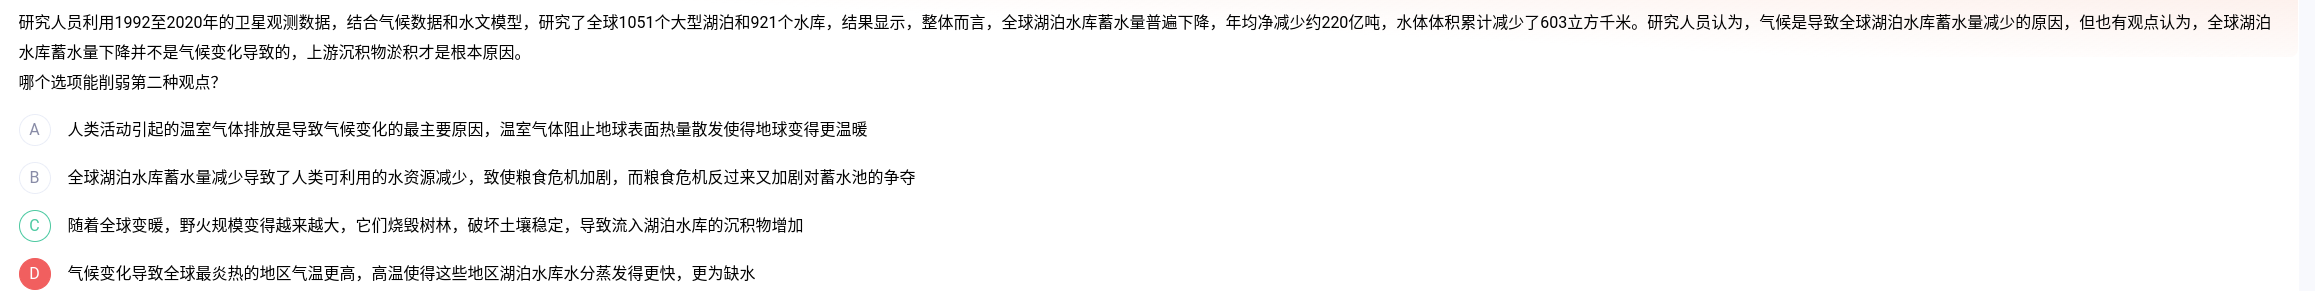 研究人员利用1992至2020年的卫星观测数据，结合气候数据和水文模型，研究了全球1051个大型湖泊和921个水库，结果显示，整体而言，全球湖泊水库蓄水量普遍下降，年均净减少约220亿吨，水体体积累计减少了603立方千米。研究人员认为，气候是导致全球湖泊水库蓄水量减少的原因，但也有观点认为，全球湖泊
水库蓄水量下降并不是气候变化导致的，上游沉积物淤积才是根本原因。
哪个选项能削弱第二种观点？
A 人类活动引起的温室气体排放是导致气候变化的最主要原因，温室气体阻止地球表面热量散发使得地球变得更温暖
B 全球湖泊水库蓄水量减少导致了人类可利用的水资源减少，致使粮食危机加剧，而粮食危机反过来又加剧对蓄水池的争夺
C 随着全球变暖，野火规模变得越来越大，它们烧毁树林，破坏土壤稳定，导致流入湖泊水库的沉积物增加
D 气候变化导致全球最炎热的地区气温更高，高温使得这些地区湖泊水库水分蒸发得更快，更为缺水